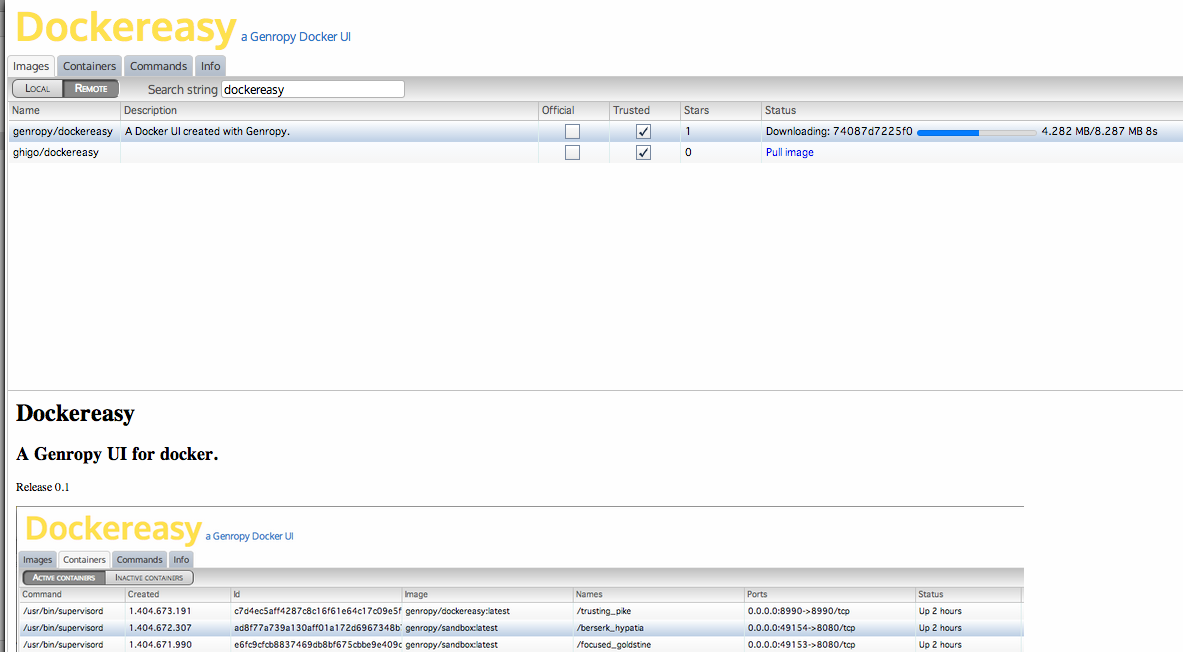 Dockereasy a Genropy Docker UI
Images Containers Commands Info
LOCAL REMOTE Search string dockereasy
Name Description Official Trusted Stars Status
genropy/dockereasy A Docker UI created with Genropy. 1 Downloading: 74087d7225f0 4.282 MB/8.287 MB 8s
ghigo/dockereasy 0 Pull image
Dockereasy
A Genropy UI for docker.
Release 0.1
Dockereasy a Genropy Docker UI
Images Containers Commands Info
ACTIVE CONTAINERS INACTIVE CONTAINERS
Command Created Id Image Names Ports Status
/usr/bin/supervisord 1.404.673.191 c7d4ec5aff4287c8c16f61e64c17c09e5f genropy/dockereasy:latest /trusting_pike 0.0.0.0:8990->8990/tcp Up 2 hours
/usr/bin/supervisord 1.404.672.307 ad8f77a739a130aff01a172d6967348b genropy/sandbox:latest /berserk_hypatia 0.0.0.0:49154->8080/tcp Up 2 hours
/usr/bin/supervisord 1.404.671.990 e6fc9cfcb8837469db8bf675cbbe9e409c genropy/sandbox:latest /focused_goldstine 0.0.0.0:49153->8080/tcp Up 2 hours